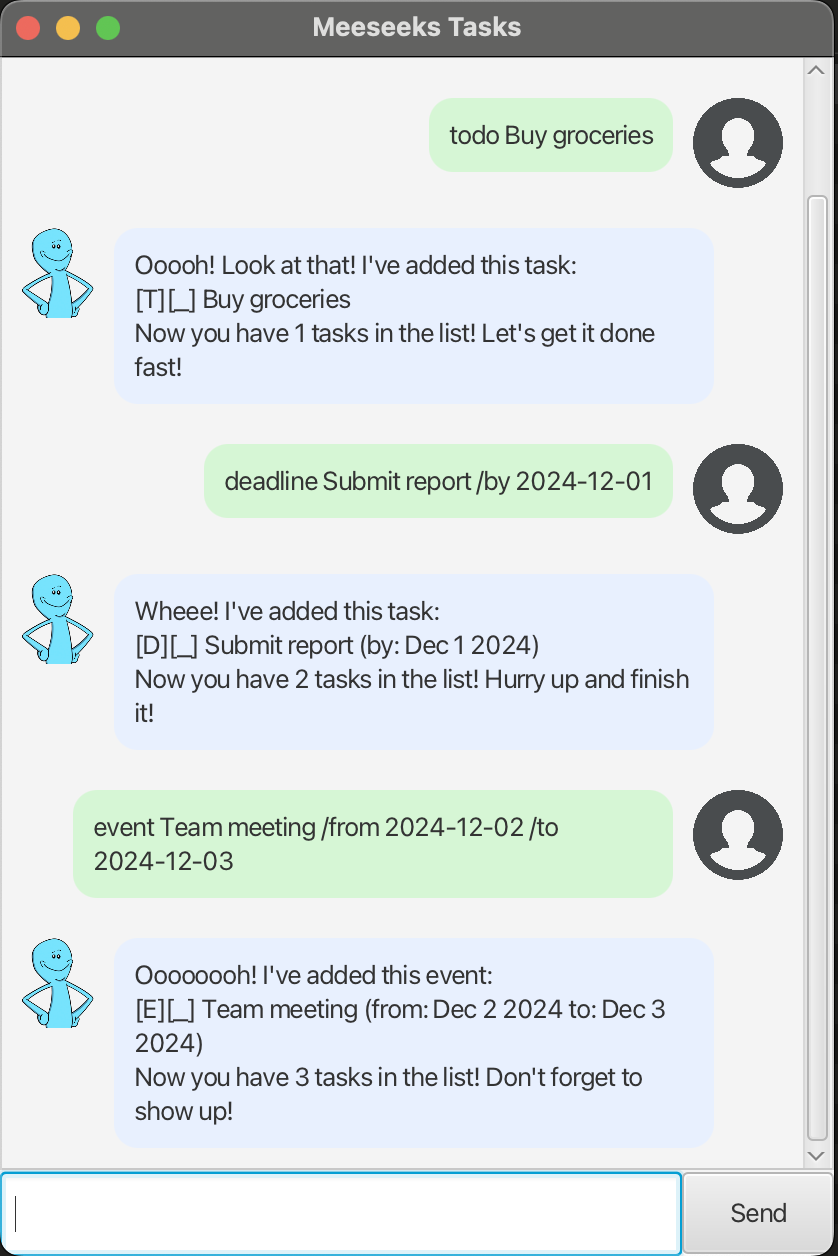 Meeseeks Tasks
todo Buy groceries
Ooooh! Look at that! I've added this task:
[T][_] Buy groceries
Now you have 1 tasks in the list! Let's get it done
fast!
deadline Submit report /by 2024-12-01
Wheee! I've added this task:
[D][_] Submit report (by: Dec 1 2024)
Now you have 2 tasks in the list! Hurry up and finish
it!
event Team meeting /from 2024-12-02 /to
2024-12-03
Oooooooh! I've added this event:
[E][_] Team meeting (from: Dec 2 2024 to: Dec 3
2024)
Now you have 3 tasks in the list! Don't forget to
show up!
Send